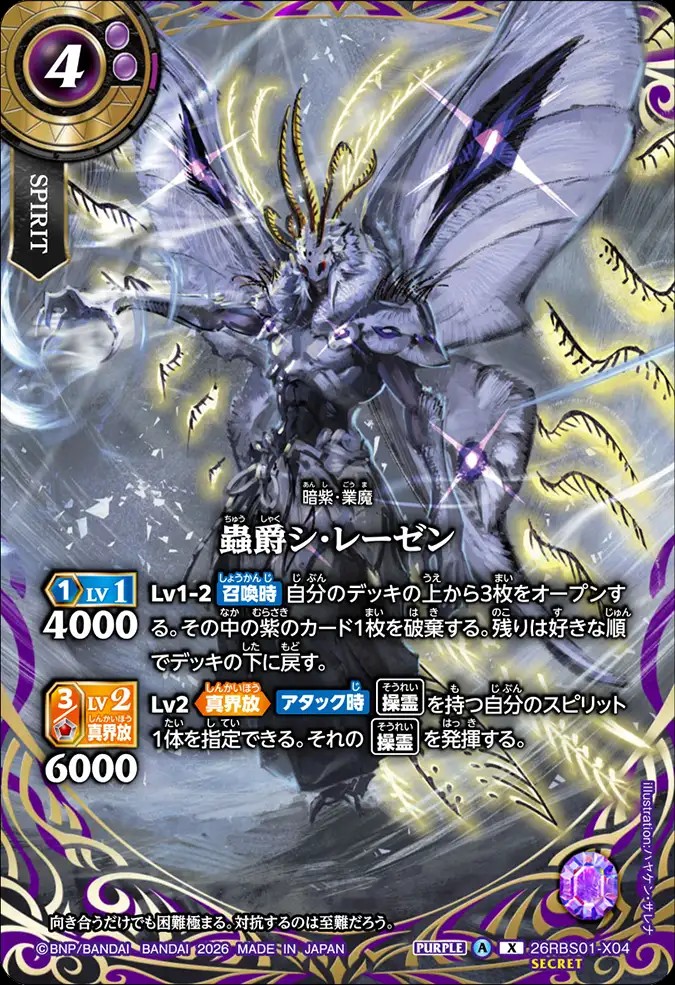 4
SPIRIT
暗紫・業魔
蟲爵シ・レーゼン
1 LV1
4000
Lv1-2 召喚時 自分のデッキの上から3枚をオープンす
る。その中の紫のカード1枚を破棄する。残りは好きな順
でデッキの下に戻す。
3 LV2
真界放
6000
Lv2 真界放 アタック時 操霊 を持つ自分のスピリット
1体を指定できる。それの 操霊 を発揮する。
illustration:ハヤケン・サレナ
向き合うだけでも困難極まる。対抗するのは至難だろう。
©BNP/BANDAI BANDAI 2026 MADE IN JAPAN
PURPLE A X 26RBS01-X04
SECRET